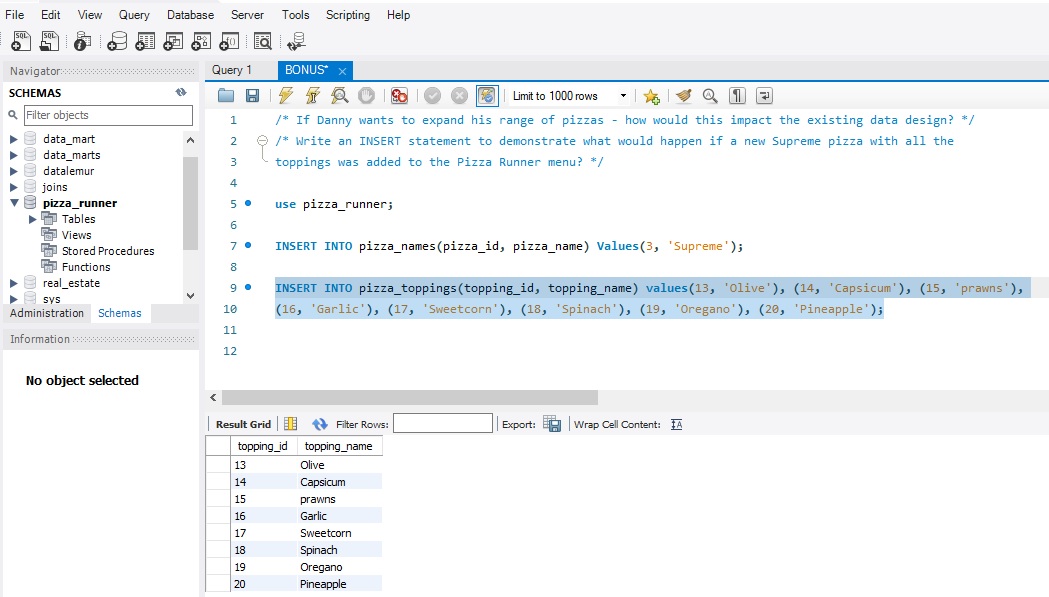 File Edit View Query Database Server Tools Scripting Help
Navigator
SCHEMAS
Filter objects
data_mart
data_marts
datalemur
joins
pizza_runner
Tables
Views
Stored Procedures
Functions
real_estate
sys
Administration Schemas
Information
No object selected
Query 1 BONUS*
Limit to 1000 rows
1 /* If Danny wants to expand his range of pizzas - how would this impact the existing data design? */
2 /* Write an INSERT statement to demonstrate what would happen if a new Supreme pizza with all the
3 toppings was added to the Pizza Runner menu? */
4
5 use pizza_runner;
6
7 INSERT INTO pizza_names(pizza_id, pizza_name) Values(3, 'Supreme');
8
9 INSERT INTO pizza_toppings(topping_id, topping_name) values(13, 'Olive'), (14, 'Capsicum'), (15, 'prawns'),
10 (16, 'Garlic'), (17, 'Sweetcorn'), (18, 'Spinach'), (19, 'Oregano'), (20, 'Pineapple');
11
12
Result Grid Filter Rows: Export: Wrap Cell Content:
topping_id topping_name
13 Olive
14 Capsicum
15 prawns
16 Garlic
17 Sweetcorn
18 Spinach
19 Oregano
20 Pineapple